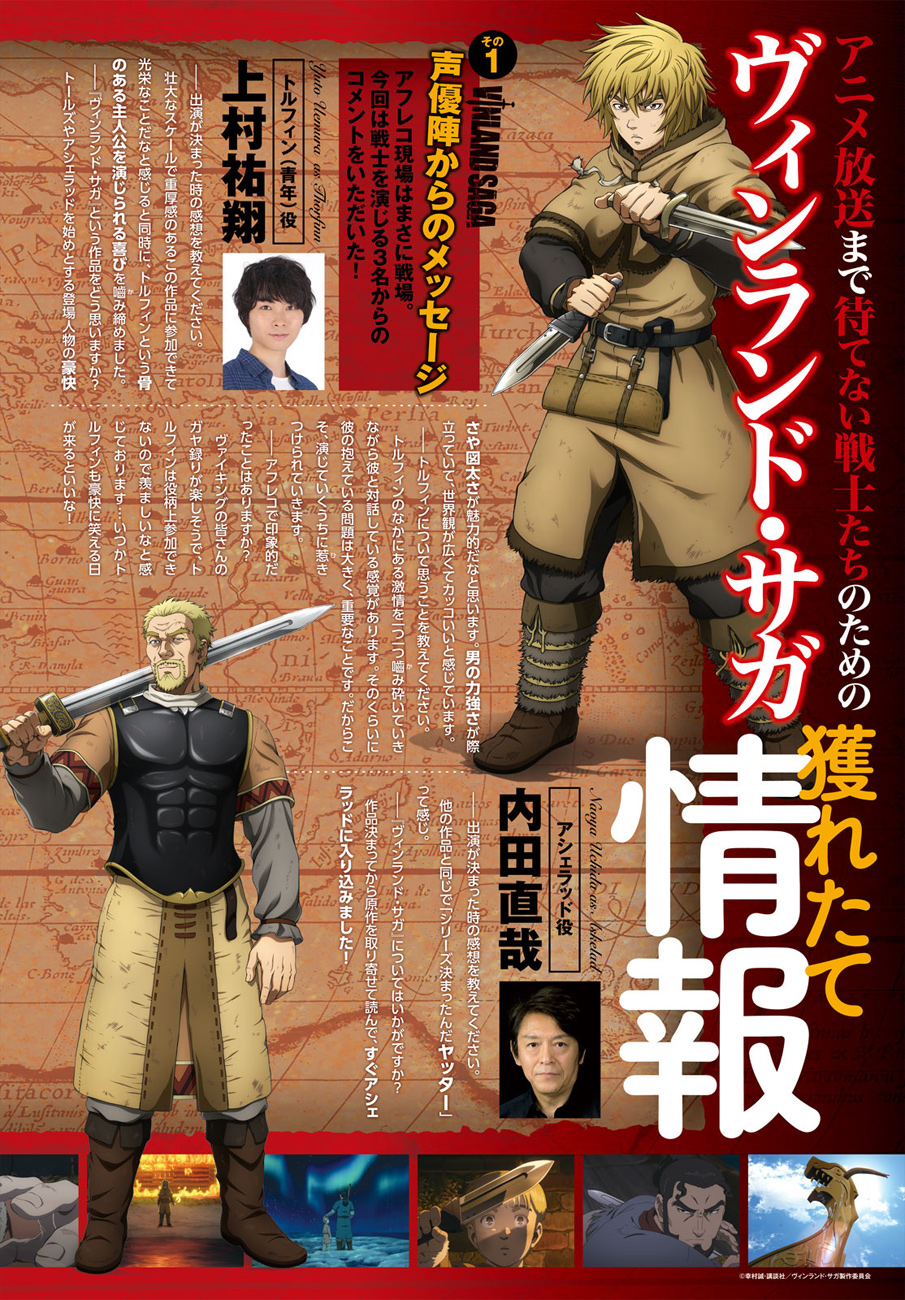 アニメ放送まで待てない戦士たちのための
ヴィンランド・サガ
獲れたて
情報
その1
VINLAND SAGA
声優陣からのメッセージ
アフレコ現場はまさに戦場。
今回は戦士を演じる3名からの
コメントをいただいた！
Yuto Uemura as Thorfinn
トルフィン（青年）役
上村祐翔
――出演が決まった時の感想を教えてください。
壮大なスケールで重厚感のあるこの作品に参加できて
光栄なことだなと感じると同時に、トルフィンという骨
のある主人公を演じられる喜びを噛み締めました。
――『ヴィンランド・サガ』という作品をどう思いますか？
トールズやアシェラッドを始めとする登場人物の豪快
さや図太さが魅力的だなと思います。男の力強さが際
立っていて、世界観が広くてカッコいいと感じています。
――トルフィンについて思うことを教えてください。
トルフィンのなかにある激情を一つ一つ噛み砕いていき
ながら彼と対話している感覚があります。そのくらいに
彼の抱えている問題は大きく、重要なことです。だからこ
そ、演じていくうちに惹き
つけられていきます。
――アフレコで印象的だ
ったことはありますか？
ヴァイキングの皆さんの
ガヤ録りが楽しそうで、ト
ルフィンは役柄上参加でき
ないので羨ましいなと感
じております…いつかト
ルフィンも豪快に笑える日
が来るといいな！
Naoya Uchida as Askelad
アシェラッド役
内田直哉
――出演が決まった時の感想を教えてください。
他の作品と同じで「シリーズ決まったんだヤッター」
って感じ。
――『ヴィンランド・サガ』についてはいかがですか？
作品決まってから原作を取り寄せて読んで、すぐアシェ
ラッドに入り込みました！
©幸村誠・講談社／ヴィンランド・サガ製作委員会